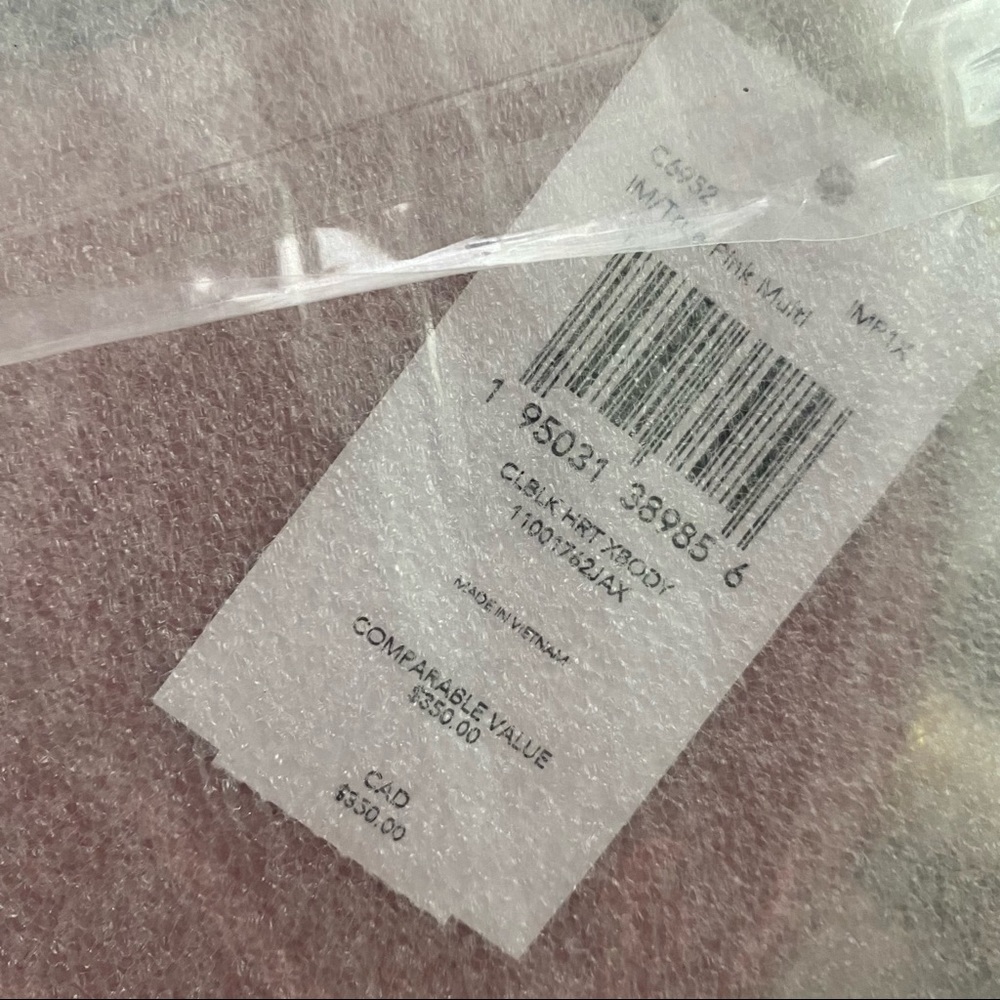 C6952
IM/True Pink Multi IMP1X
1 95031 38985 6
CLBLK HRT XBODY
11001762JAX
MADE IN VIETNAM
COMPARABLE VALUE
$350.00
CAD
$350.00